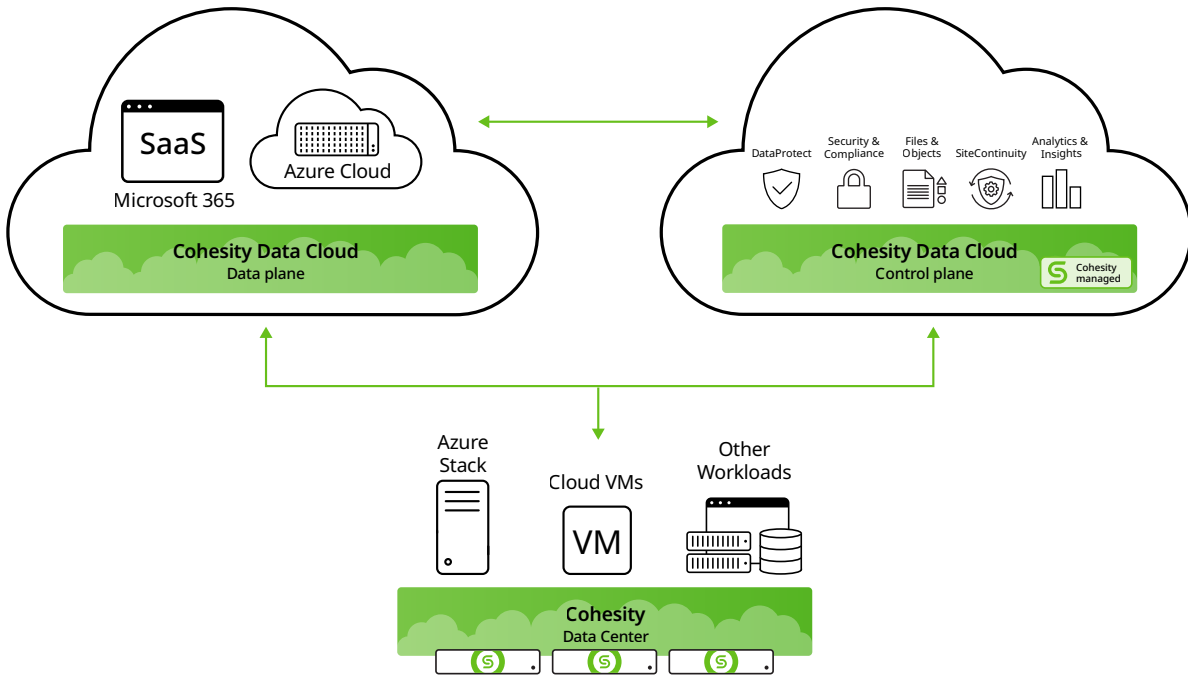 SaaS
Microsoft 365
Azure Cloud
Cohesity Data Cloud
Data plane
DataProtect
Security &
Compliance
Files &
Objects
SiteContinuity
Analytics &
Insights
Cohesity Data Cloud
Control plane
Cohesity
managed
Azure
Stack
Cloud VMs
VM
Other
Workloads
Cohesity
Data Center